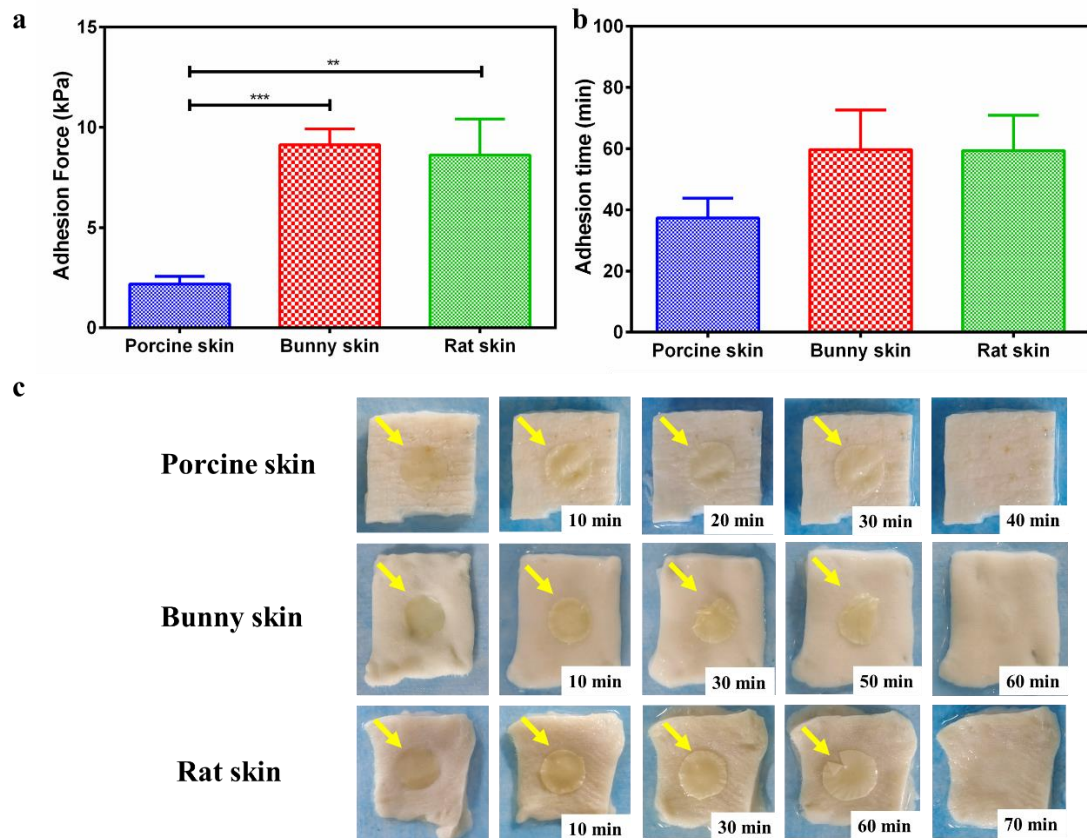 a
Adhesion Force (kPa)
15
10
5
0
**
***
Porcine skin Bunny skin Rat skin
b
Adhesion time (min)
100
80
60
40
20
0
Porcine skin Bunny skin Rat skin
c
Porcine skin
10 min 20 min 30 min 40 min
Bunny skin
10 min 30 min 50 min 60 min
Rat skin
10 min 30 min 60 min 70 min